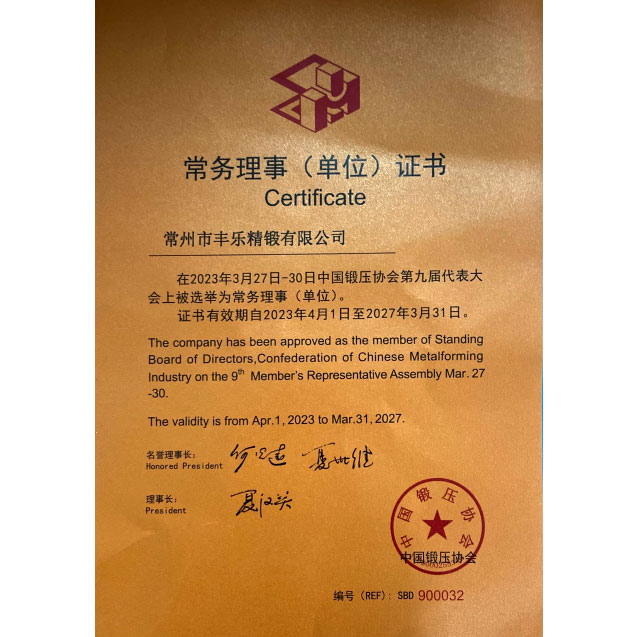 常务理事（单位）证书
Certificate
常州市丰乐精锻有限公司
在2023年3月27日-30日中国锻压协会第九届代表大
会上被选举为常务理事（单位）。
证书有效期自2023年4月1日至2027年3月31日。
The company has been approved as the member of Standing
Board of Directors,Confederation of Chinese Metalforming
Industry on the 9th Member's Representative Assembly Mar. 27
-30.
The validity is from Apr.1, 2023 to Mar.31, 2027.
名誉理事长：
Honored President
理事长：
President
中国锻压协会
中国锻压协会
编号（REF）：SBD 900032